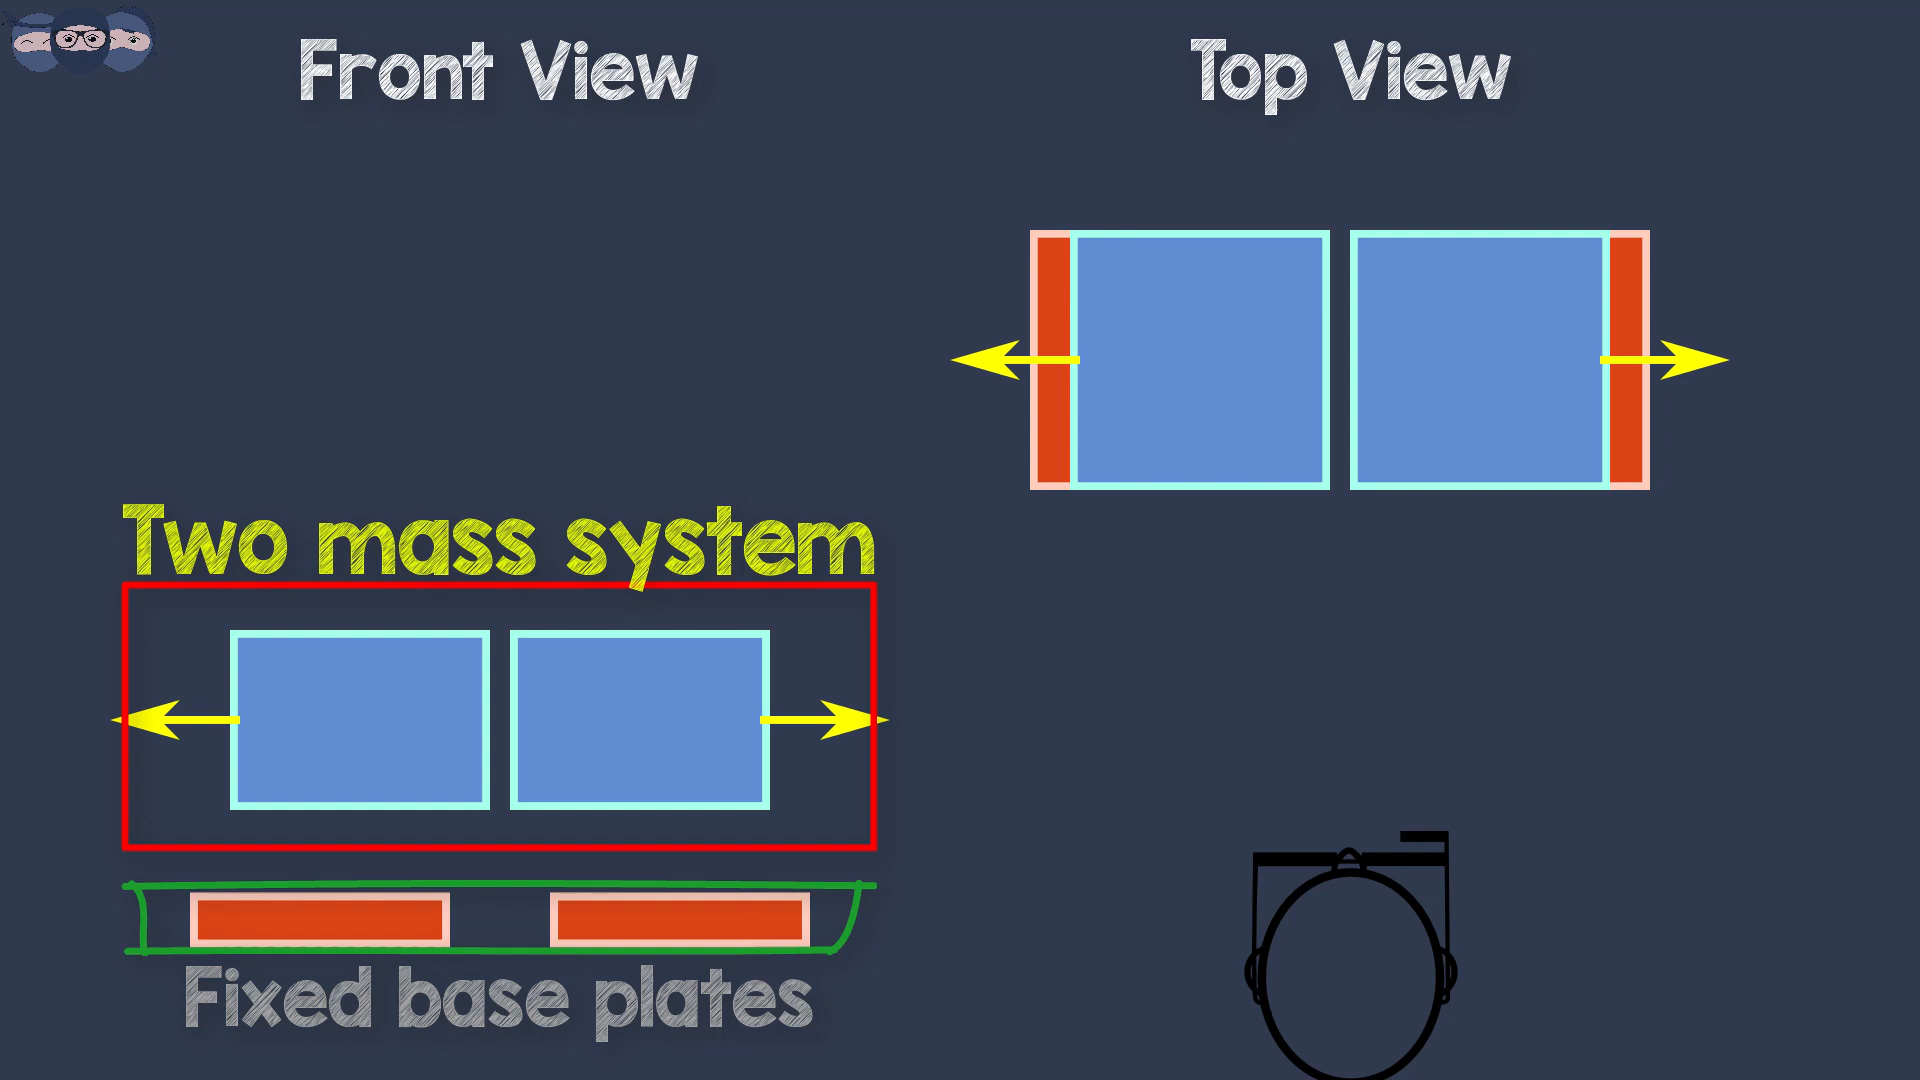 Front View
Top View
Two mass system
Fixed base plates